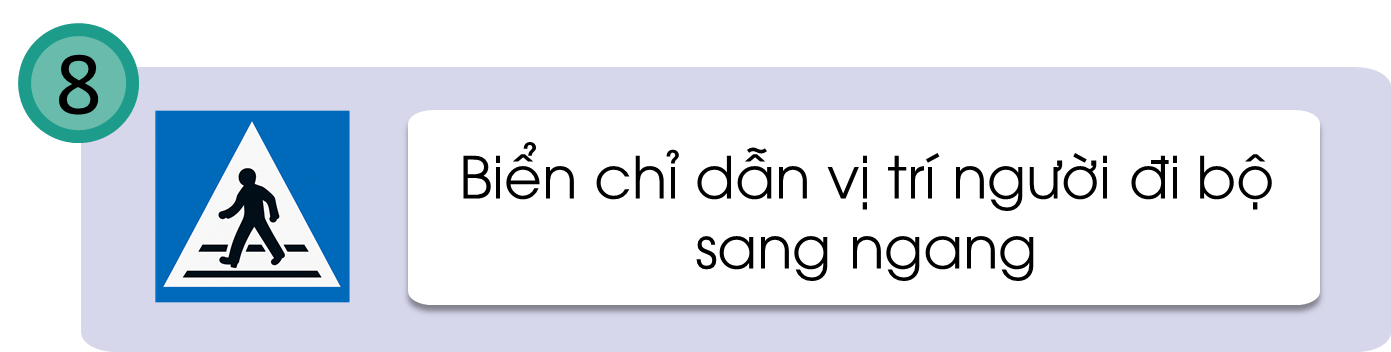 8
Biển chỉ dẫn vị trí người đi bộ
sang ngang